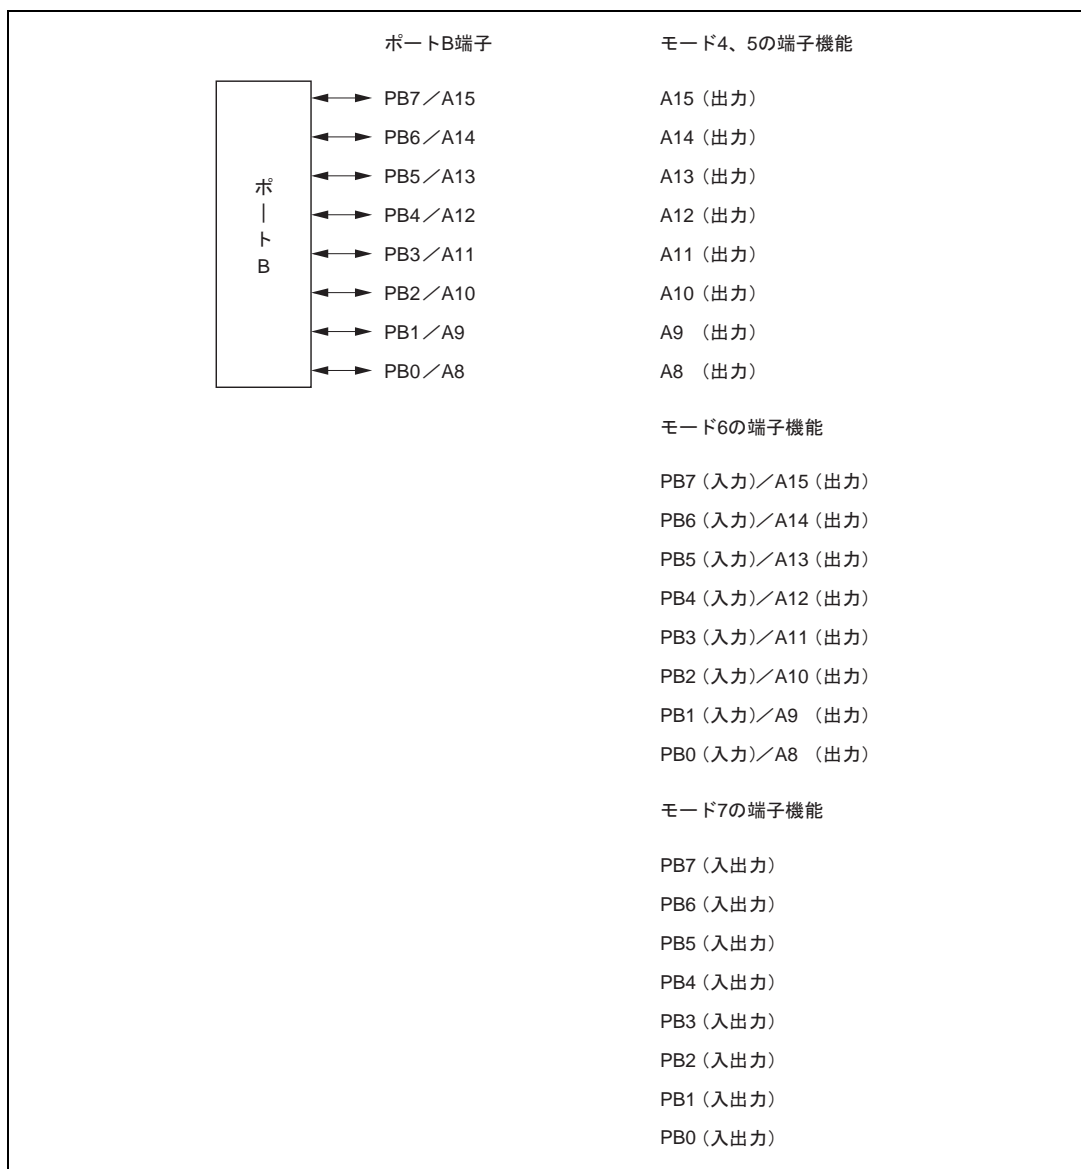 ポートB端子 モード4、5の端子機能
ポートB
PB7／A15 A15（出力）
PB6／A14 A14（出力）
PB5／A13 A13（出力）
PB4／A12 A12（出力）
PB3／A11 A11（出力）
PB2／A10 A10（出力）
PB1／A9 A9 （出力）
PB0／A8 A8 （出力）
モード6の端子機能
PB7（入力）／A15（出力）
PB6（入力）／A14（出力）
PB5（入力）／A13（出力）
PB4（入力）／A12（出力）
PB3（入力）／A11（出力）
PB2（入力）／A10（出力）
PB1（入力）／A9 （出力）
PB0（入力）／A8 （出力）
モード7の端子機能
PB7（入出力）
PB6（入出力）
PB5（入出力）
PB4（入出力）
PB3（入出力）
PB2（入出力）
PB1（入出力）
PB0（入出力）